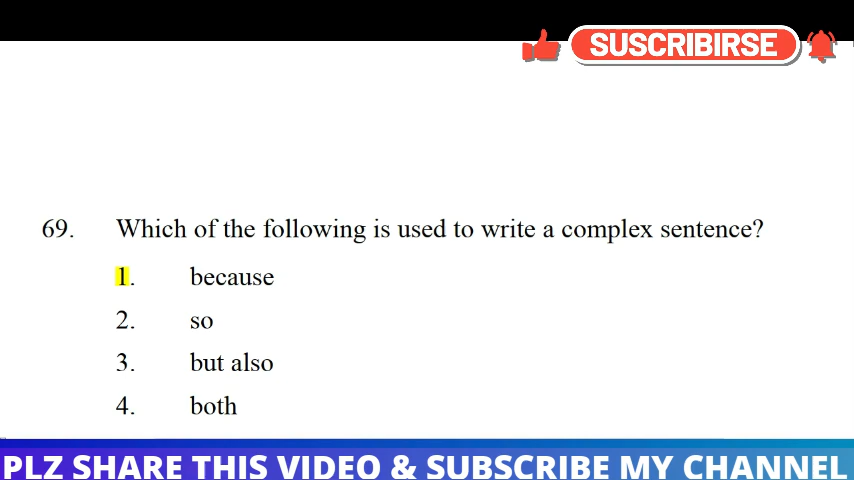 SUSCRIBIRSE
69. Which of the following is used to write a complex sentence?
1. because
2. so
3. but also
4. both
PLZ SHARE THIS VIDEO & SUBSCRIBE MY CHANNEL